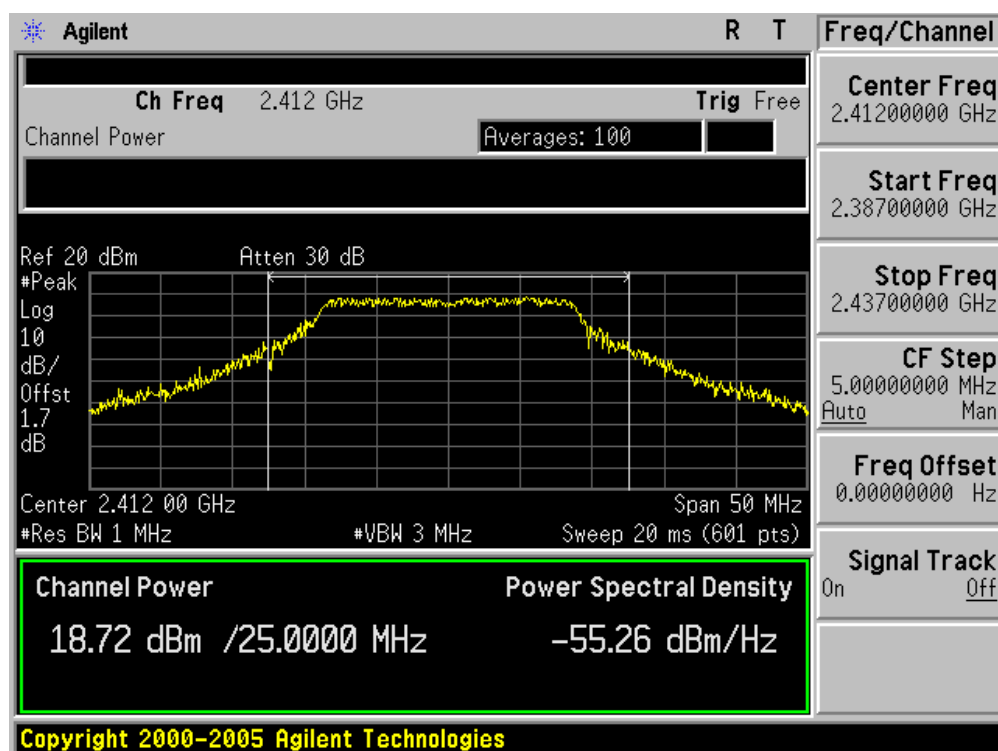 Agilent R T Freq/Channel
Ch Freq 2.412 GHz Trig Free
Channel Power Averages: 100
Center Freq
2.41200000 GHz
Start Freq
2.38700000 GHz
Stop Freq
2.43700000 GHz
CF Step
5.00000000 MHz
Auto Man
Freq Offset
0.00000000 Hz
Signal Track
On Off
Ref 20 dBm Atten 30 dB
#Peak
Log
10
dB/
Offst
1.7
dB
Center 2.412 00 GHz Span 50 MHz
#Res BW 1 MHz #VBW 3 MHz Sweep 20 ms (601 pts)
Channel Power Power Spectral Density
18.72 dBm /25.0000 MHz -55.26 dBm/Hz
Copyright 2000-2005 Agilent Technologies